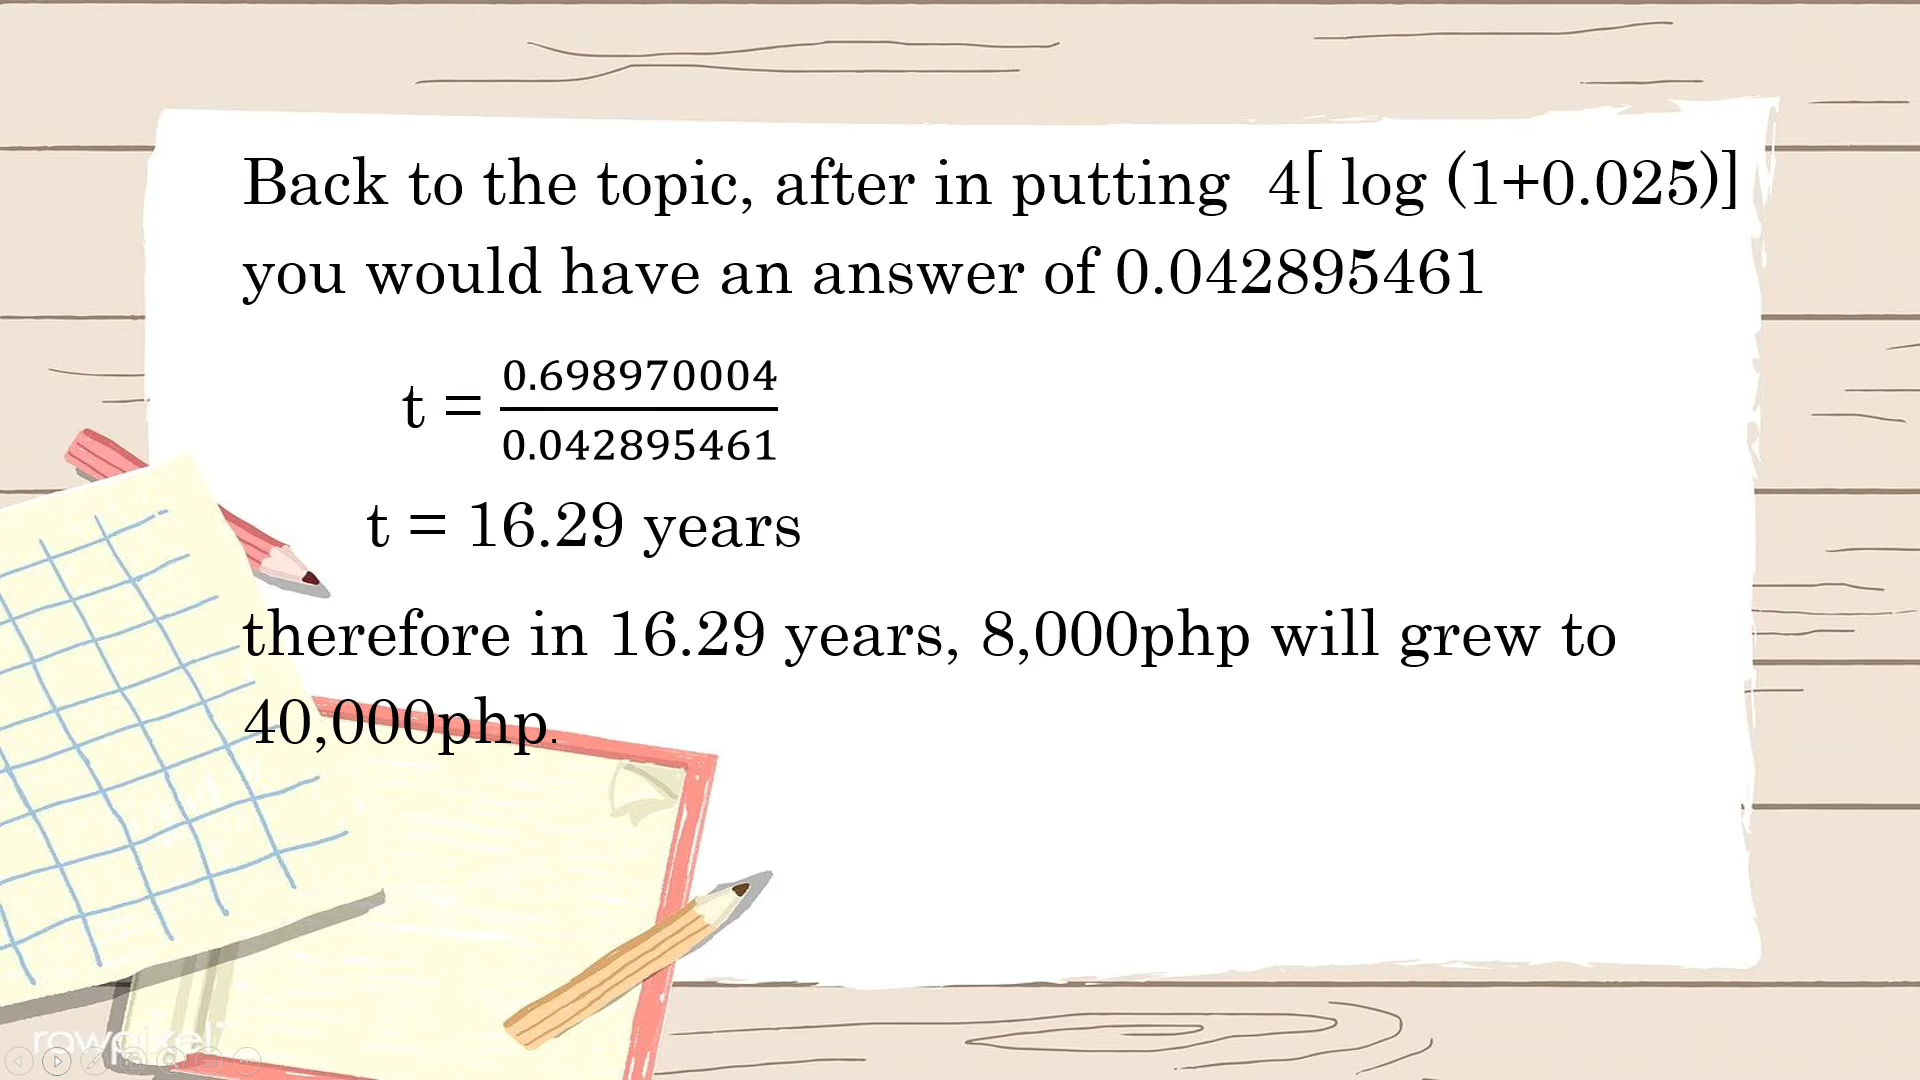 Back to the topic, after in putting 4[ log (1+0.025)]
you would have an answer of 0.042895461
t = 0.698970004
0.042895461
t = 16.29 years
therefore in 16.29 years, 8,000php will grew to
40,000php.
rawpixel